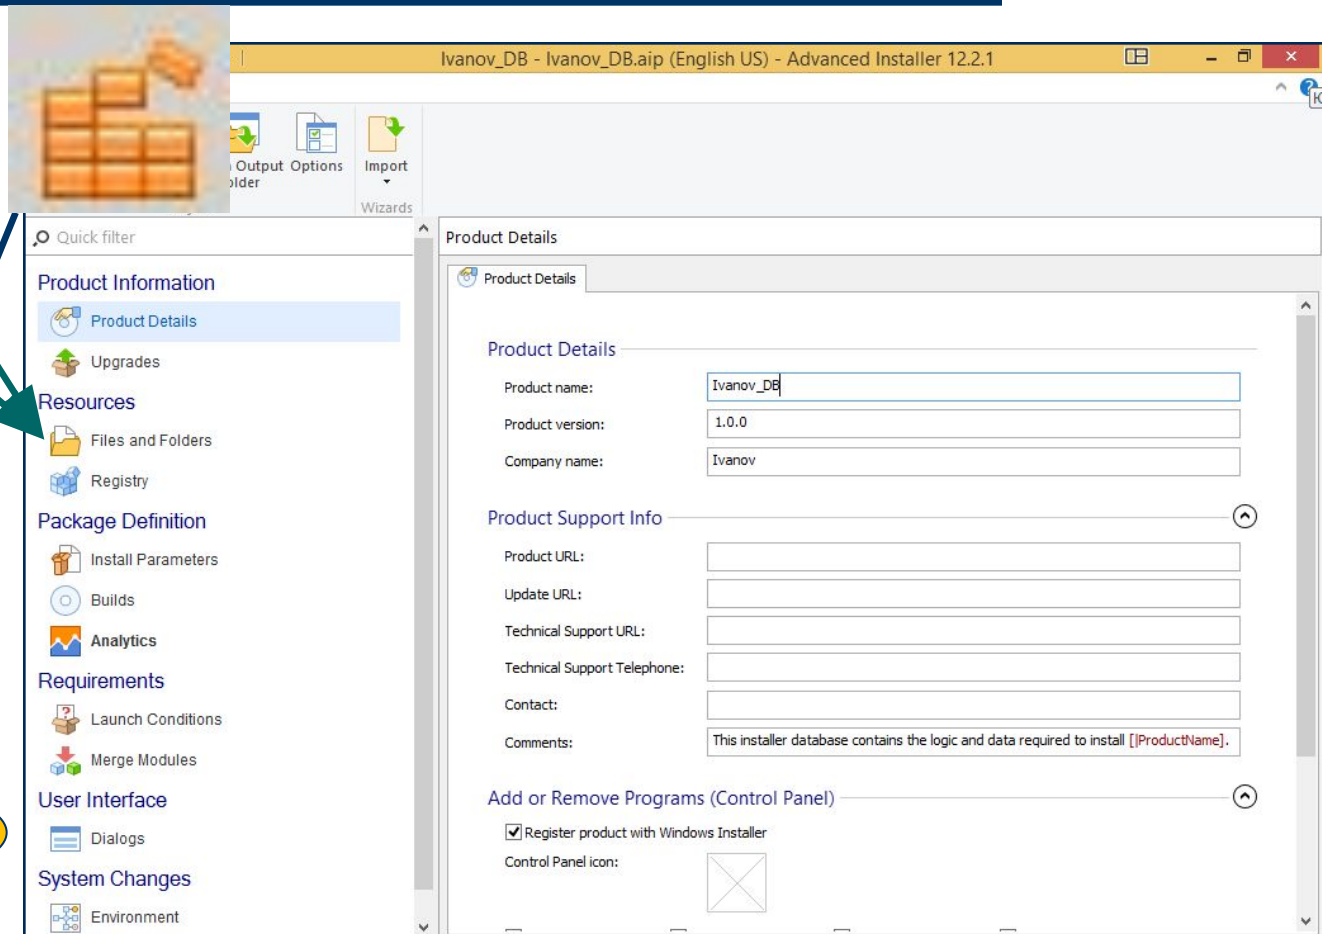 Ivanov_DB - Ivanov_DB.aip (English US) - Advanced Installer 12.2.1
Output Options Import
Wizards
Quick filter
Product Information
Product Details
Upgrades
Resources
Files and Folders
Registry
Package Definition
Install Parameters
Builds
Analytics
Requirements
Launch Conditions
Merge Modules
User Interface
Dialogs
System Changes
Environment
Product Details
Product Details
Product Details
Product name: Ivanov_DB
Product version: 1.0.0
Company name: Ivanov
Product Support Info
Product URL:
Update URL:
Technical Support URL:
Technical Support Telephone:
Contact:
Comments: This installer database contains the logic and data required to install [|ProductName].
Add or Remove Programs (Control Panel)
Register product with Windows Installer
Control Panel icon: